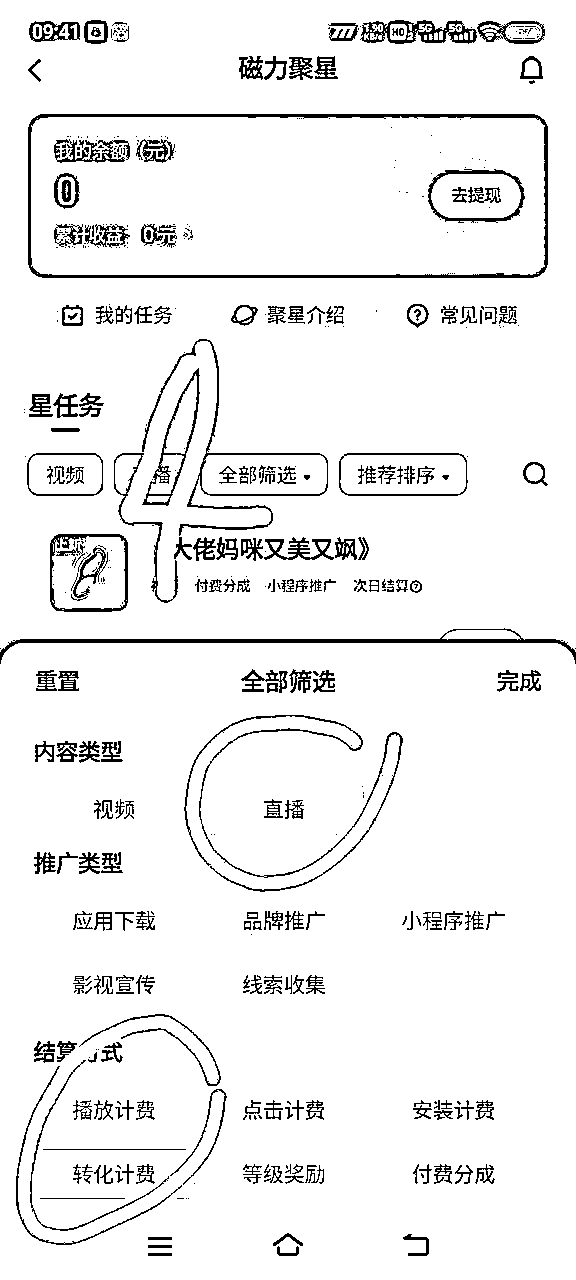 09:41
磁力聚星
我的余额（元）
0
去提现
累计收益 0元
我的任务 聚星介绍 常见问题
4
星任务
视频 播 全部筛选 推荐排序
大佬妈咪又美又飒》
付费分成 小程序推广 次日结算
重置 全部筛选 完成
内容类型
视频 直播
推广类型
应用下载 品牌推广 小程序推广
影视宣传 线索收集
结算方式
播放计费 点击计费 安装计费
转化计费 等级奖励 付费分成